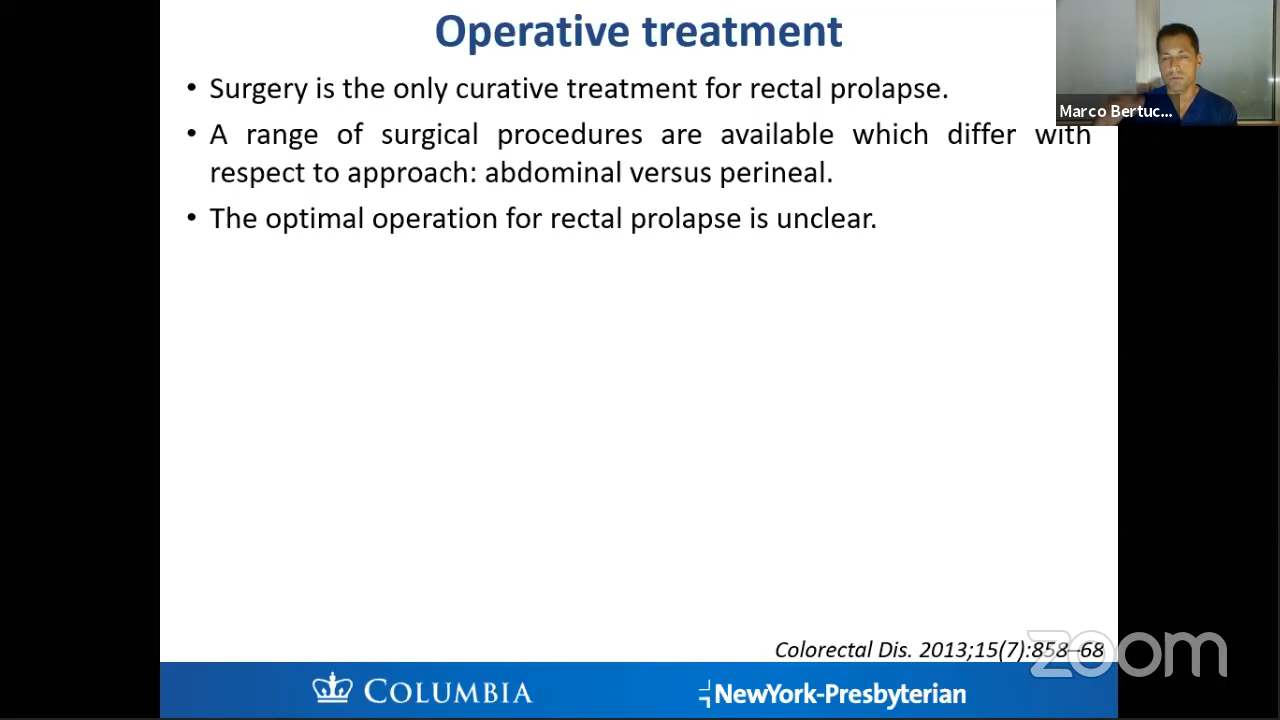 Operative treatment
• Surgery is the only curative treatment for rectal prolapse.
• A range of surgical procedures are available which differ with
respect to approach: abdominal versus perineal.
• The optimal operation for rectal prolapse is unclear.
Marco Bertuc...
Colorectal Dis. 2013;15(7):858–68
zoom
COLUMBIA
NewYork-Presbyterian